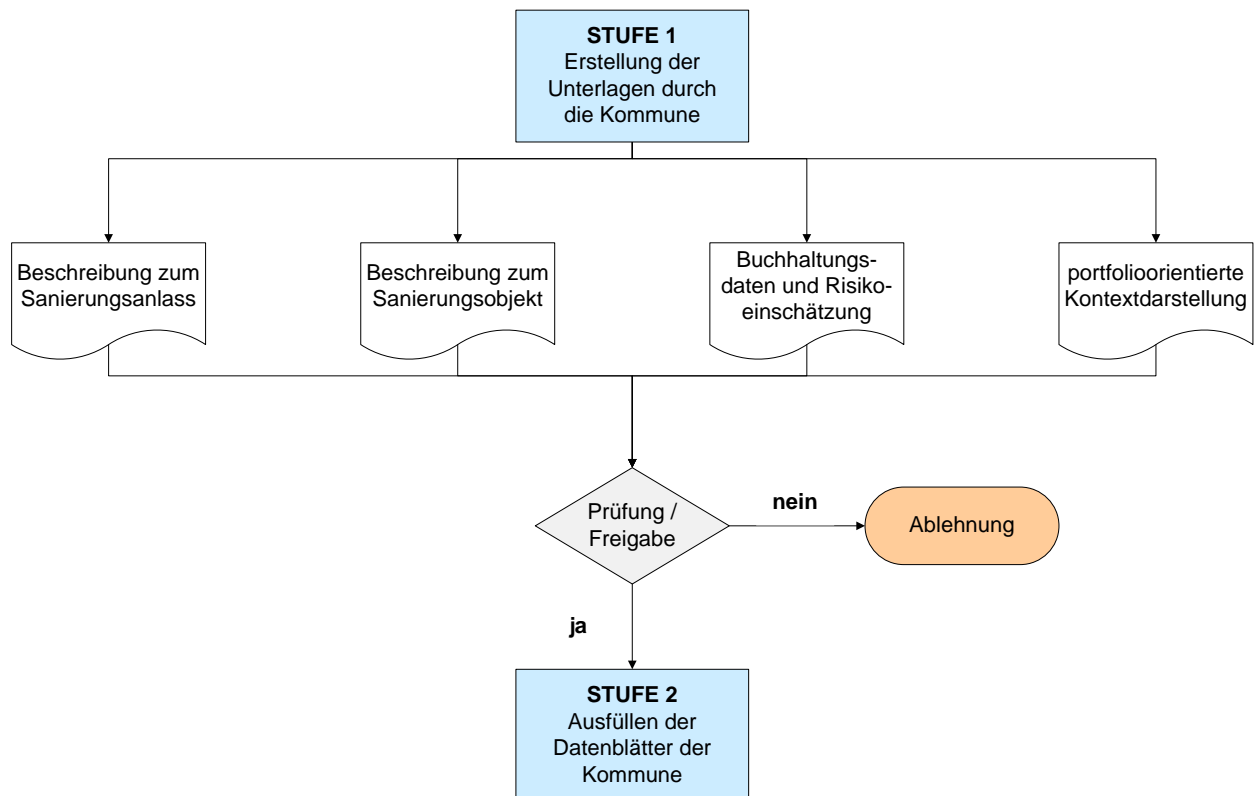 STUFE 1
Erstellung der
Unterlagen durch
die Kommune
Beschreibung zum
Sanierungsanlass
Beschreibung zum
Sanierungsobjekt
Buchhaltungs-
daten und Risiko-
einschätzung
portfolioorientierte
Kontextdarstellung
Prüfung /
Freigabe
nein
Ablehnung
ja
STUFE 2
Ausfüllen der
Datenblätter der
Kommune